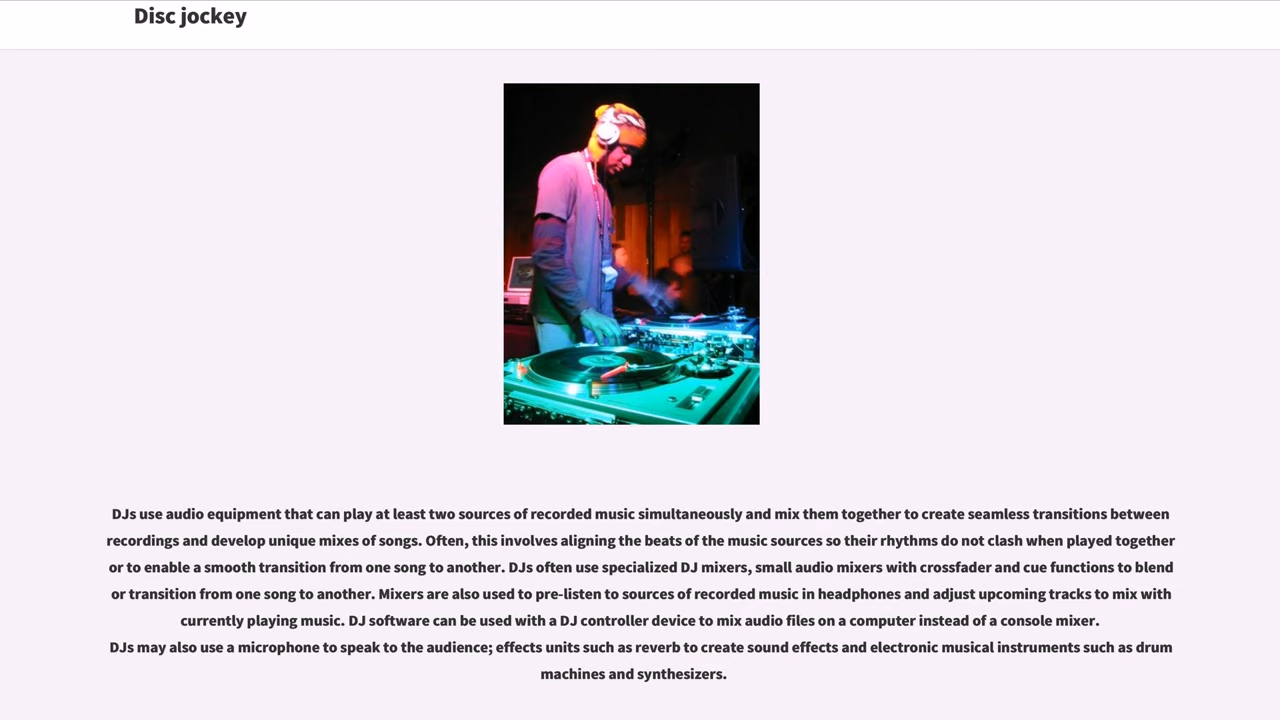 Disc jockey
DJs use audio equipment that can play at least two sources of recorded music simultaneously and mix them together to create seamless transitions between
recordings and develop unique mixes of songs. Often, this involves aligning the beats of the music sources so their rhythms do not clash when played together
or to enable a smooth transition from one song to another. DJs often use specialized DJ mixers, small audio mixers with crossfader and cue functions to blend
or transition from one song to another. Mixers are also used to pre-listen to sources of recorded music in headphones and adjust upcoming tracks to mix with
currently playing music. DJ software can be used with a DJ controller device to mix audio files on a computer instead of a console mixer.
DJs may also use a microphone to speak to the audience; effects units such as reverb to create sound effects and electronic musical instruments such as drum
machines and synthesizers.